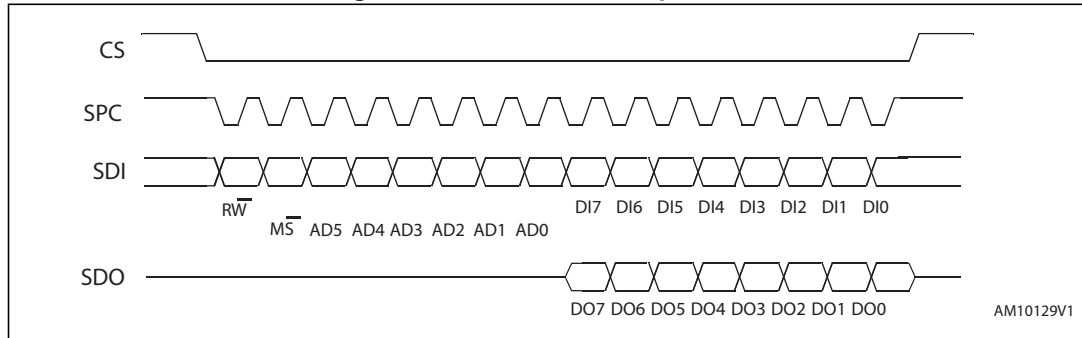 CS
SPC
SDI
RW̅
DI7 DI6 DI5 DI4 DI3 DI2 DI1 DI0
MS̅ AD5 AD4 AD3 AD2 AD1 AD0
SDO
DO7 DO6 DO5 DO4 DO3 DO2 DO1 DO0
AM10129V1